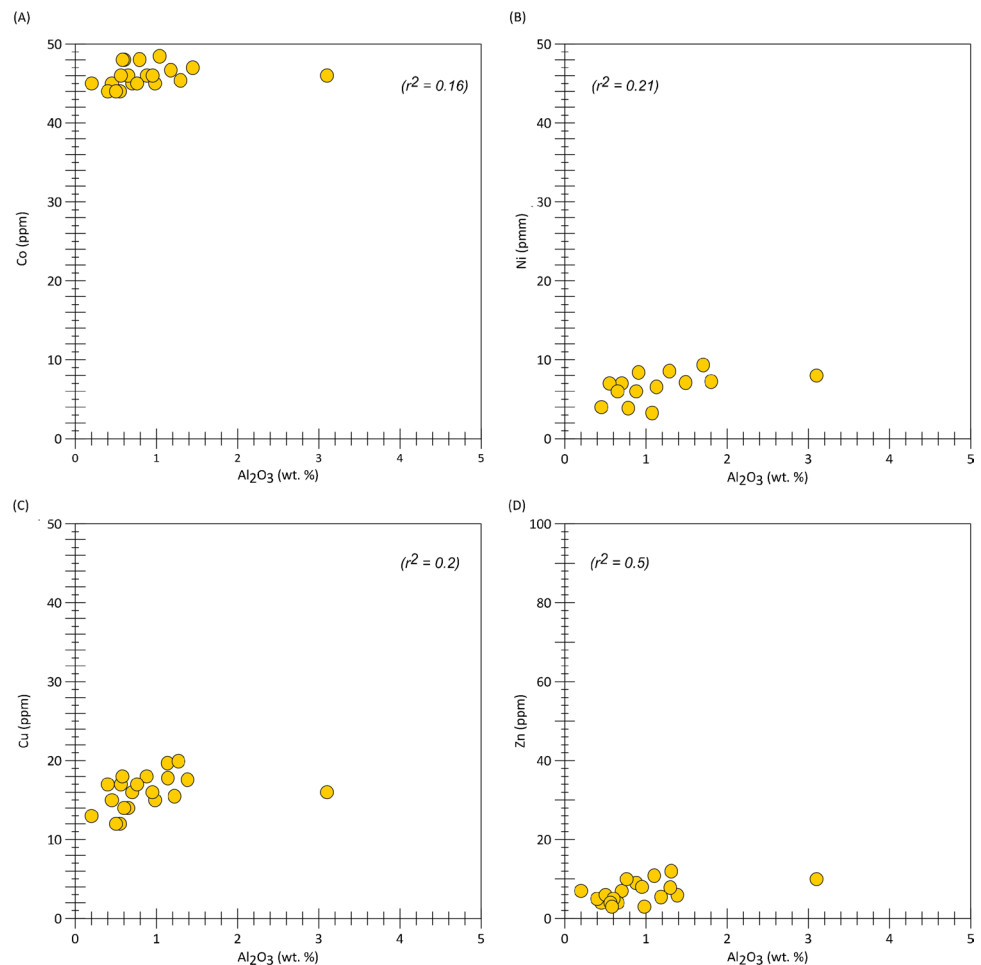 (A)
50
40
30
20
10
0
Co (ppm)
(r2 = 0.16)
0 1 2 3 4 5
Al2O3 (wt. %)
(B)
50
40
30
20
10
0
Ni (pmm)
(r2 = 0.21)
0 1 2 3 4 5
Al2O3 (wt. %)
(C)
50
40
30
20
10
0
Cu (ppm)
(r2 = 0.2)
0 1 2 3 4 5
Al2O3 (wt. %)
(D)
100
80
60
40
20
0
Zn (ppm)
(r2 = 0.5)
0 1 2 3 4 5
Al2O3 (wt. %)